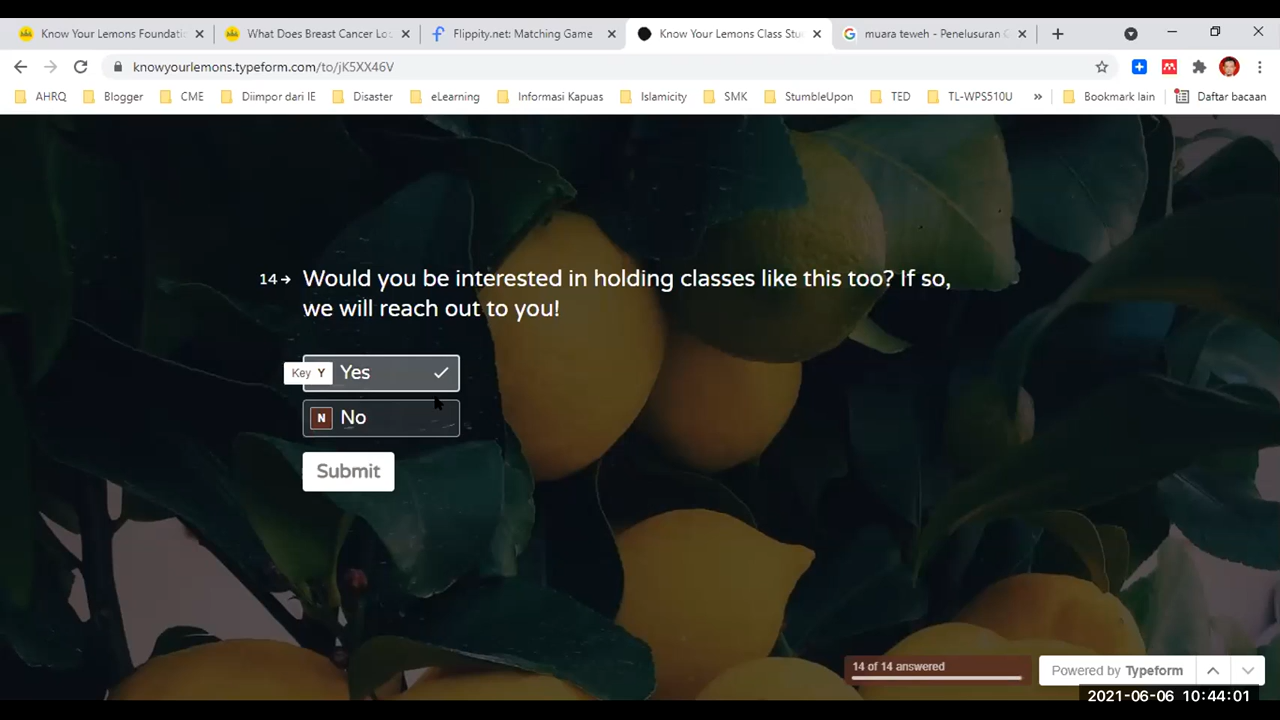 Know Your Lemons Foundatio
What Does Breast Cancer Lo
Flippity.net: Matching Game
Know Your Lemons Class Stu
muara teweh - Penelusuran G
knowyourlemons.typeform.com/to/jK5XX46V
AHRQ
Blogger
CME
Diimpor dari IE
Disaster
eLearning
Informasi Kapuas
Islamicity
SMK
StumbleUpon
TED
TL-WPS510U
»
Bookmark lain
Daftar bacaan
14→ Would you be interested in holding classes like this too? If so,
we will reach out to you!
Key Y Yes
N No
Submit
14 of 14 answered
Powered by Typeform
2021-06-06 10:44:01